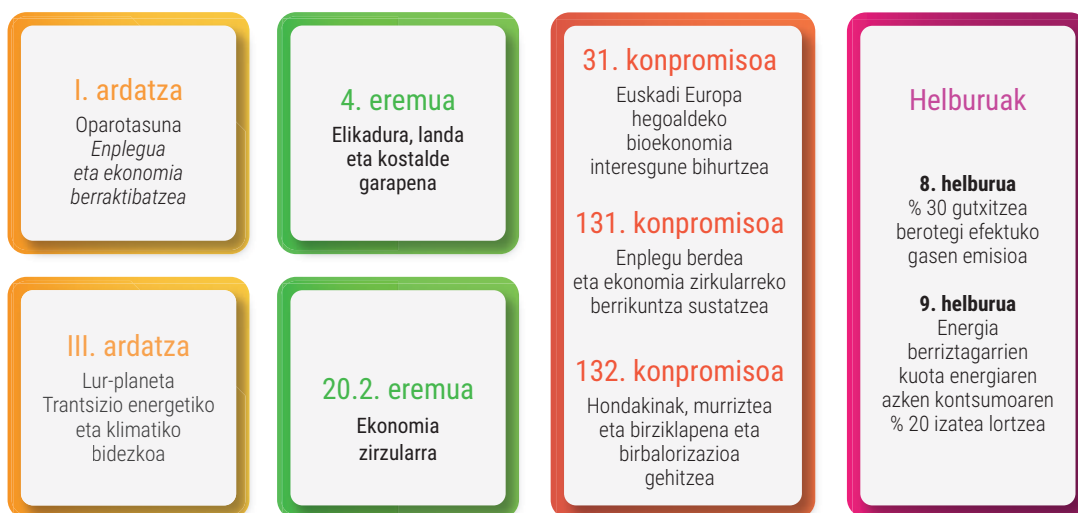 I. ardatza
Oparotasuna
Enplegua
eta ekonomia
berraktibatzea
III. ardatza
Lur-planeta
Trantsizio energetiko
eta klimatiko
bidezkoa
4. eremua
Elikadura, landa
eta kostalde
garapena
20.2. eremua
Ekonomia
zirzularra
31. konpromisoa
Euskadi Europa
hegoaldeko
bioekonomia
interesgune bihurtzea
131. konpromisoa
Enplegu berdea
eta ekonomia zirkularreko
berrikuntza sustatzea
132. konpromisoa
Hondakinak, murriztea
eta birziklapena eta
birbalorizazioa
gehitzea
Helburuak
8. helburua
% 30 gutxitzea
berotegi efektuko
gasen emisioa
9. helburua
Energia
berriztagarrien
kuota energiaren
azken kontsumoaren
% 20 izatea lortzea